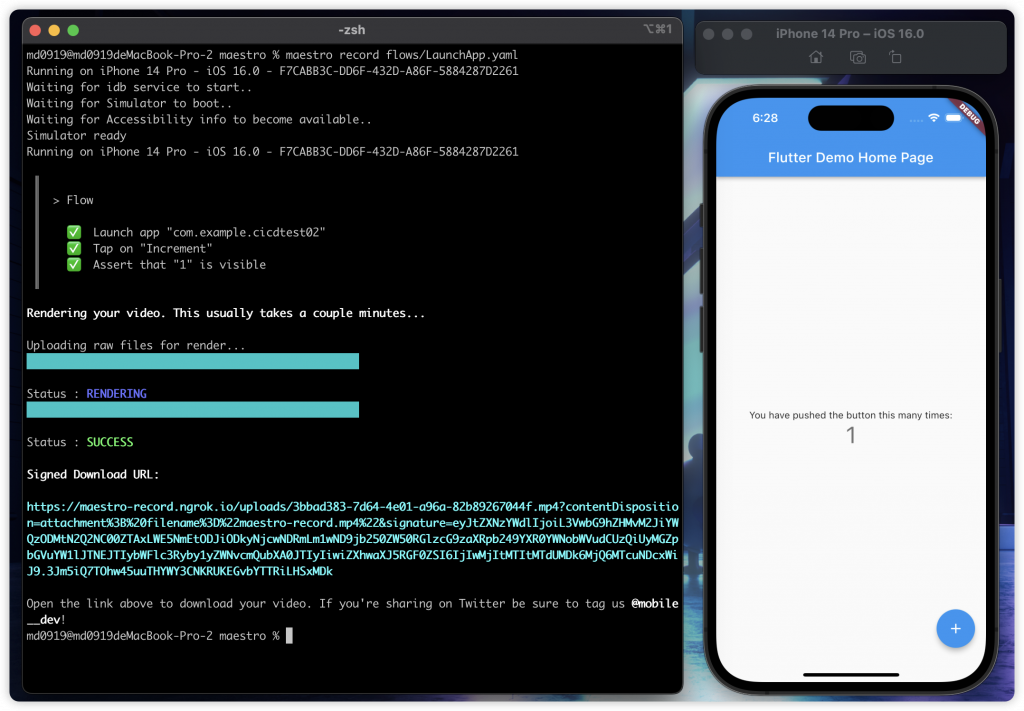 -zsh
⌥⌘1
md0919@md0919deMacBook-Pro-2 maestro % maestro record flows/LaunchApp.yaml
Running on iPhone 14 Pro - iOS 16.0 - F7CABB3C-DD6F-432D-A86F-5884287D2261
Waiting for idb service to start..
Waiting for Simulator to boot..
Waiting for Accessibility info to become available..
Simulator ready
Running on iPhone 14 Pro - iOS 16.0 - F7CABB3C-DD6F-432D-A86F-5884287D2261
> Flow
✅ Launch app "com.example.cicdtest02"
✅ Tap on "Increment"
✅ Assert that "1" is visible
Rendering your video. This usually takes a couple minutes...
Uploading raw files for render...
Status : RENDERING
Status : SUCCESS
Signed Download URL:
https://maestro-record.ngrok.io/uploads/3bbad383-7d64-4e01-a96a-82b89267044f.mp4?contentDispositio
n=attachment%3B%20filename%3D%22maestro-record.mp4%22&signature=eyJtZXNzYWdlIjoiL3VwbG9hZHMvM2JiYW
QzODMtN2Q2NC00ZTAxLWE5NmEtODJiODkyNjcwNDRmLm1wND9jb250ZW50RGlzcG9zaXRpb249YXR0YWNobWVudCUzQiUyMGZp
bGVuYW1lJTNEJTIybWFlc3Ryby1yZWNvcmQubXA0JTIyIiwiZXhwaXJ5RGF0ZSI6IjIwMjItMTItMTdUMDk6MjQ6MTcuNDcxWi
J9.3Jm5iQ7TOhw45uuTHYWY3CNKRUKEGvbYTTRiLHSxMDk
Open the link above to download your video. If you're sharing on Twitter be sure to tag us @mobile
__dev!
md0919@md0919deMacBook-Pro-2 maestro %
iPhone 14 Pro – iOS 16.0
6:28
DEBUG
Flutter Demo Home Page
You have pushed the button this many times:
1
+